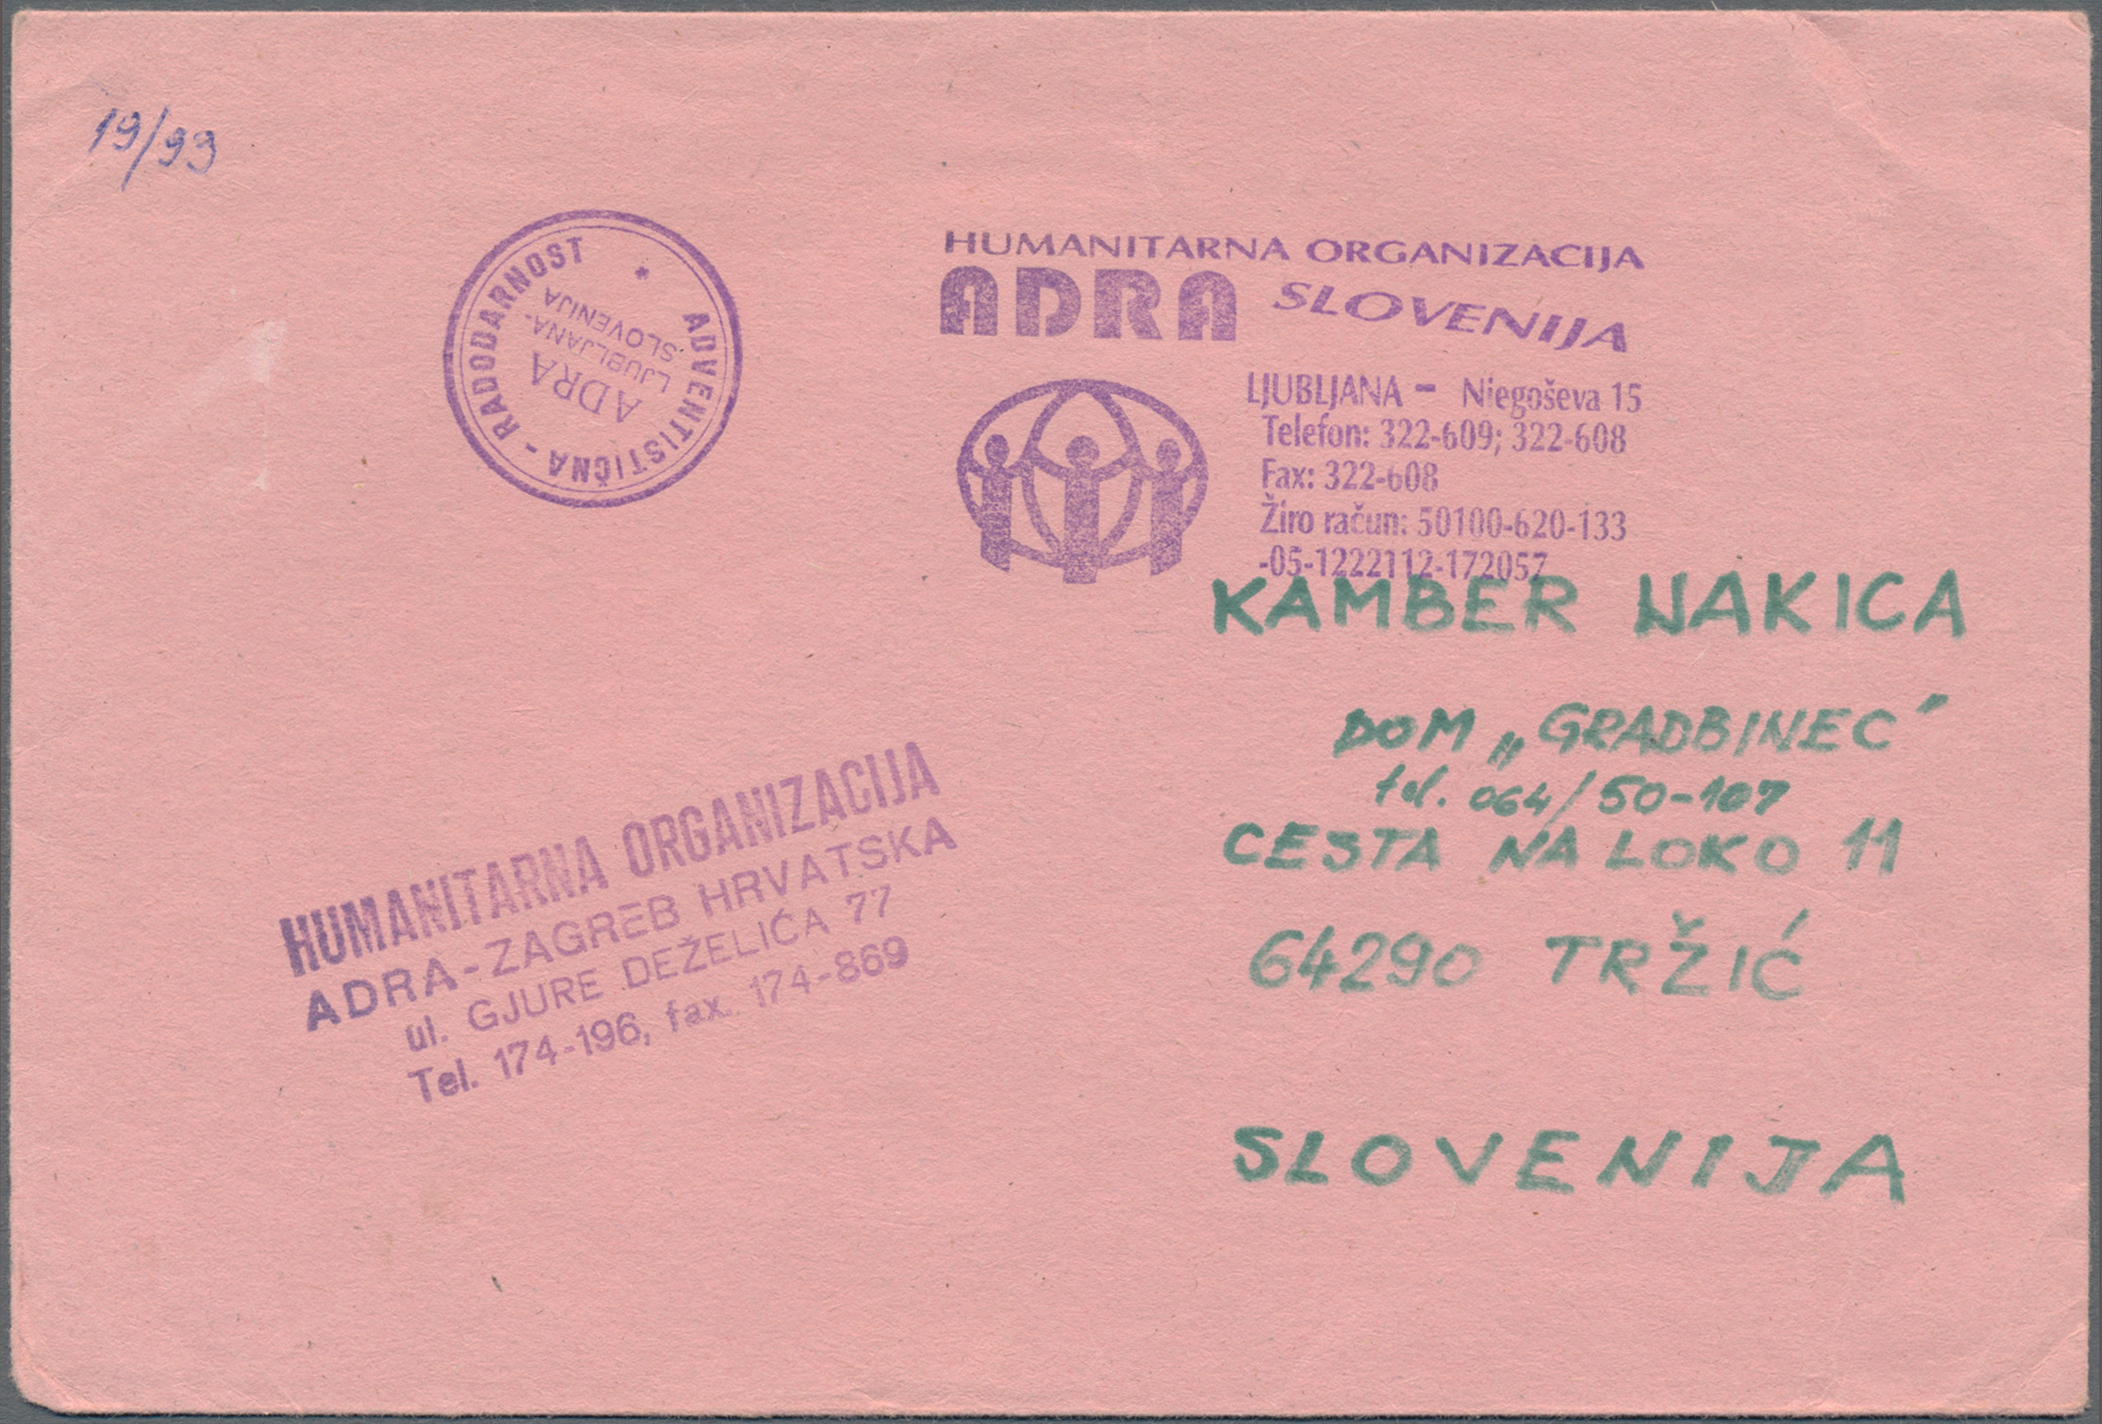 19/93
ADVENTISTIČNA - RADODARNOST *
ADRA
LJUBLJANA-
SLOVENIJA
HUMANITARNA ORGANIZACIJA
ADRA SLOVENIJA
LJUBLJANA - Njegoševa 15
Telefon: 322-609; 322-608
Fax: 322-608
Žiro račun: 50100-620-133
-05-1222112-172057
KAMBER NAKICA
DOM „GRADBINEC"
tel. 064/50-107
CESTA NA LOKO 11
64290 TRŽIĆ
SLOVENIJA
HUMANITARNA ORGANIZACIJA
ADRA-ZAGREB HRVATSKA
ul. GJURE DEŽELIĆA 77
Tel. 174-196, fax. 174-869